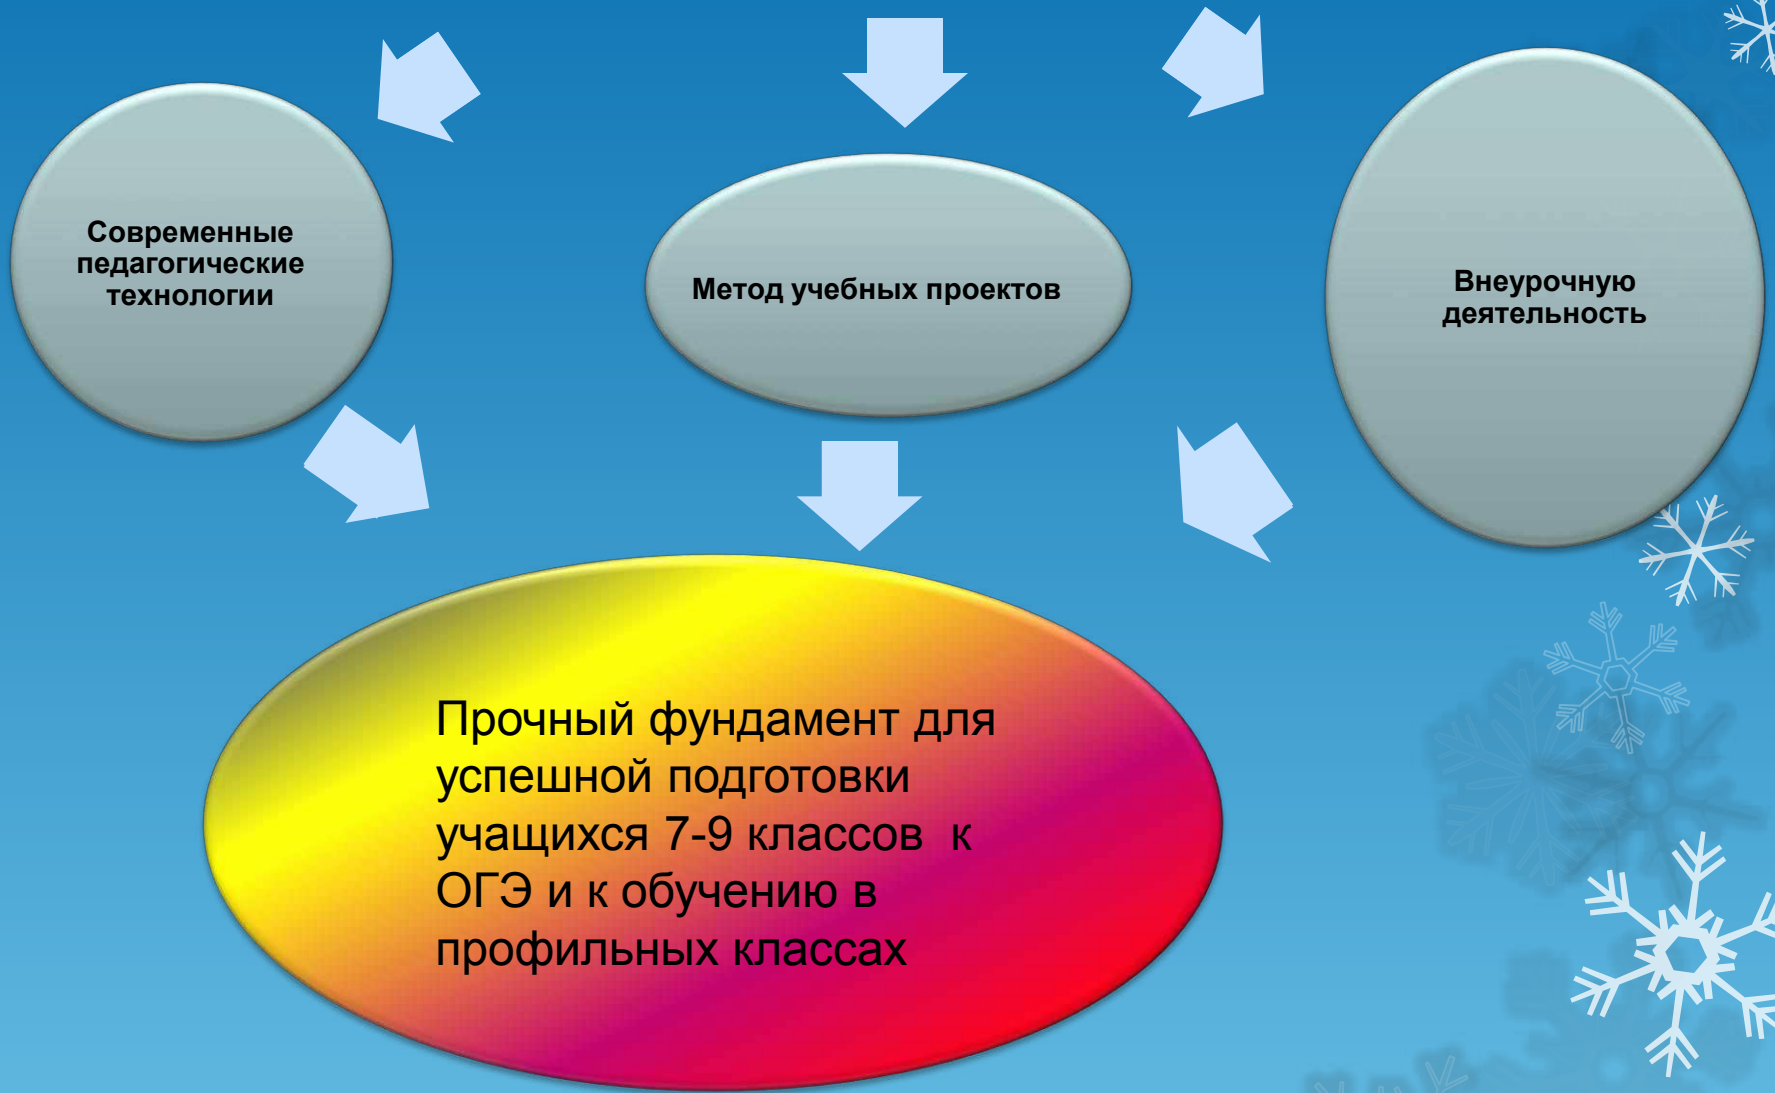 Современные
педагогические
технологии
Метод учебных проектов
Внеурочную
деятельность
Прочный фундамент для
успешной подготовки
учащихся 7-9 классов  к
ОГЭ и к обучению в
профильных классах